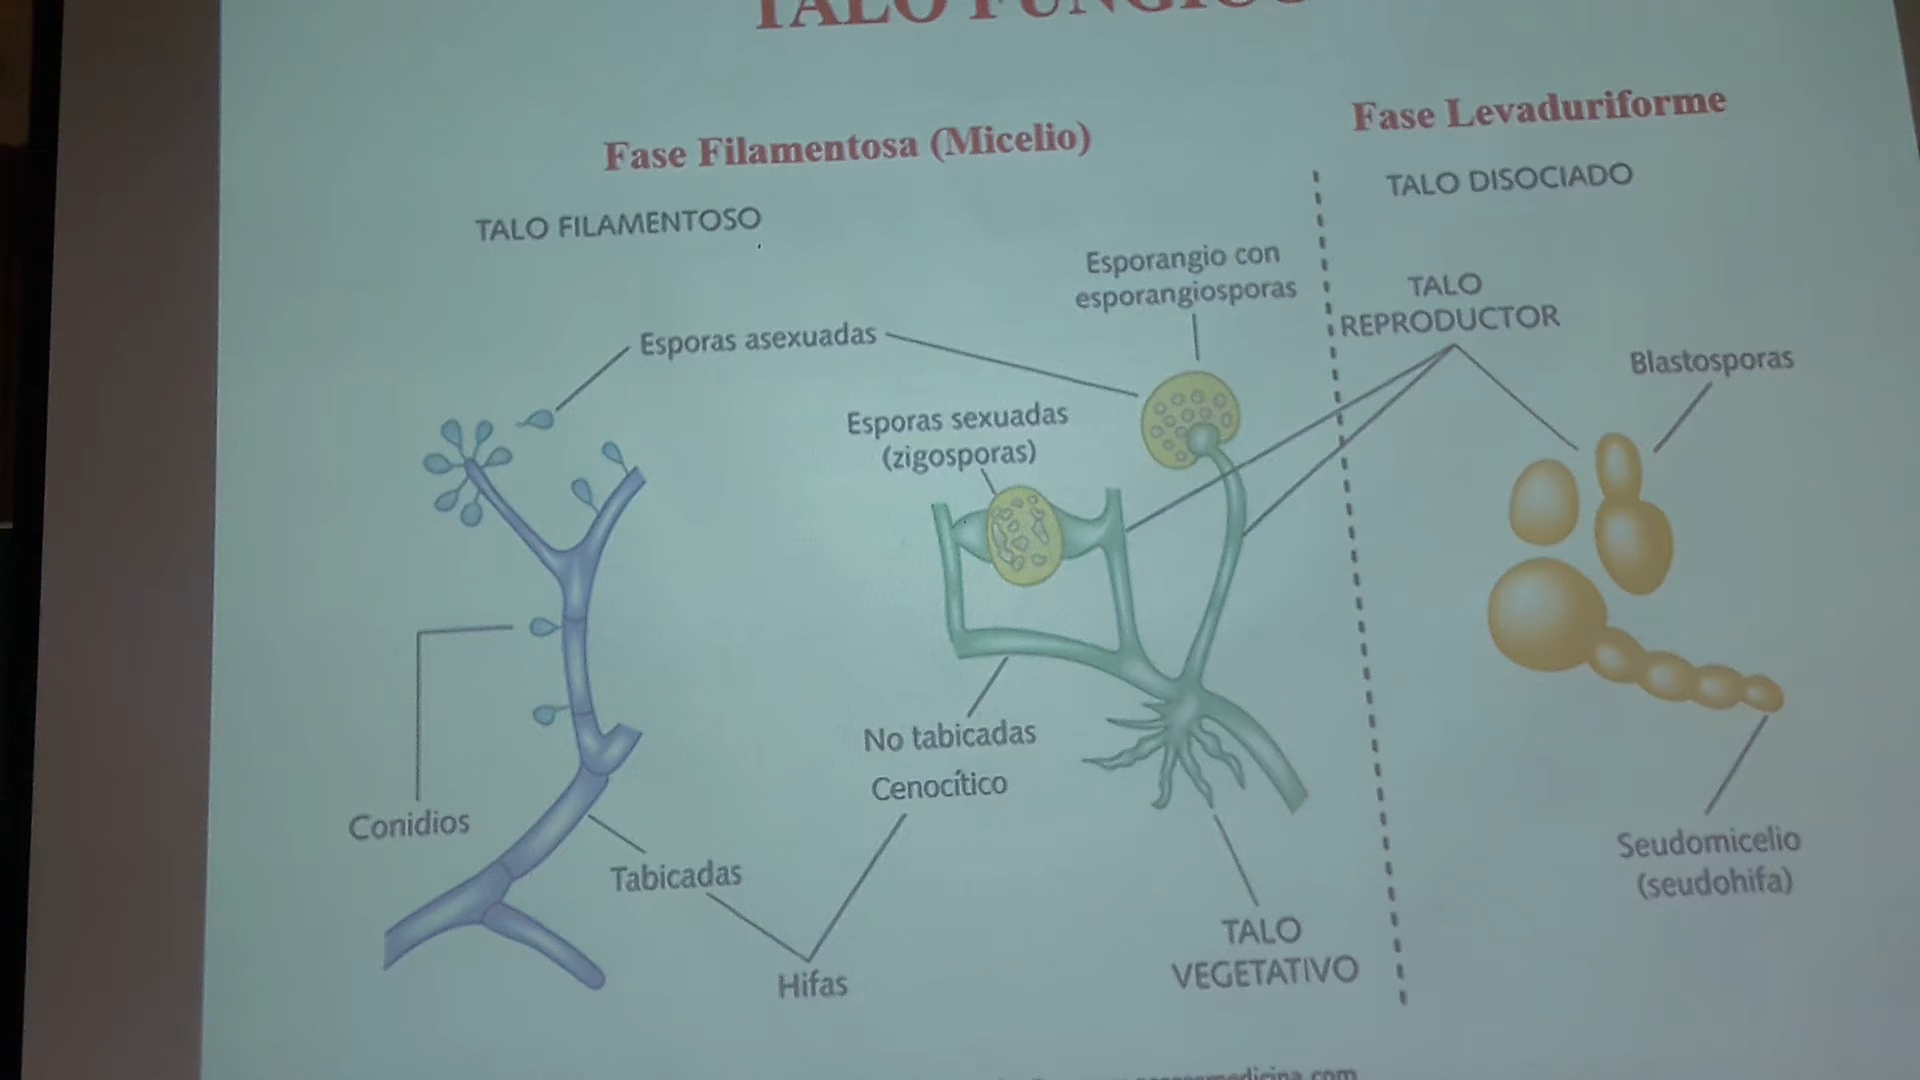 TALO FÚNGICO
Fase Filamentosa (Micelio)
Fase Levaduriforme
TALO FILAMENTOSO
TALO DISOCIADO
Esporangio con
esporangiosporas
TALO
REPRODUCTOR
Esporas asexuadas
Blastosporas
Esporas sexuadas
(zigosporas)
No tabicadas
Cenocítico
Conidios
Tabicadas
Seudomicelio
(seudohifa)
TALO
VEGETATIVO
Hifas